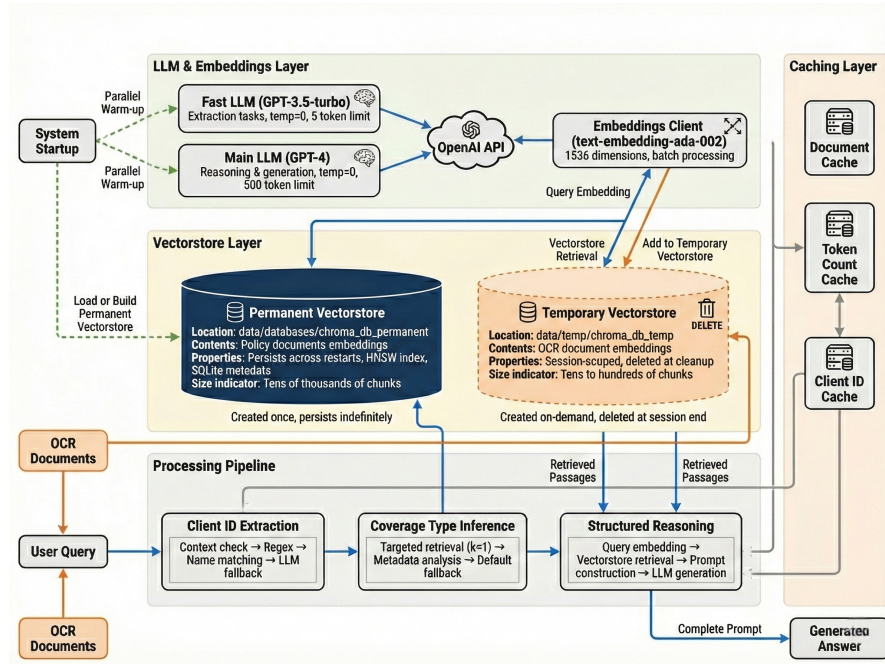 LLM & Embeddings Layer
Caching Layer
Parallel
Warm-up
Fast LLM (GPT-3.5-turbo)
Extraction tasks, temp=0, 5 token limit
System
Startup
OpenAI API
Embeddings Client
(text-embedding-ada-002)
1536 dimensions, batch processing
Document
Cache
Parallel
Warm-up
Main LLM (GPT-4)
Reasoning & generation, temp=0,
500 token limit
Query Embedding
Vectorstore Layer
Vectorstore
Retrieval
Add to Temporary
Vectorstore
Token
Count
Cache
Load or Build
Permanent
Vectorstore
Permanent Vectorstore
Location: data/databases/chroma_db_permanent
Contents: Policy documents embeddings
Properties: Persists across restarts, HNSW index,
SQLite metedats
Size indicator: Tens of thousands of chunks
Temporary Vectorstore
DELETE
Location: data/temp/chroma_db_temp
Contents: OCR document embeddings
Properties: Session-scoped, deleted at cleanup
Size indicator: Tens to hundreds of chunks
Client ID
Cache
Created once, persists indefinitely
Created on-demand, deleted at session end
OCR
Documents
Processing Pipeline
Retrieved
Passages
Retrieved
Passages
User Query
Client ID Extraction
Context check → Regex →
Name matching → LLM
fallback
Coverage Type Inference
Targeted retrieval (k=1) →
Metadata analysis → Default
fallback
Structured Reasoning
Query embedding →
Vectorstore retrieval → Prompt
construction → LLM generation
OCR
Documents
Complete Prompt
Generated
Answer